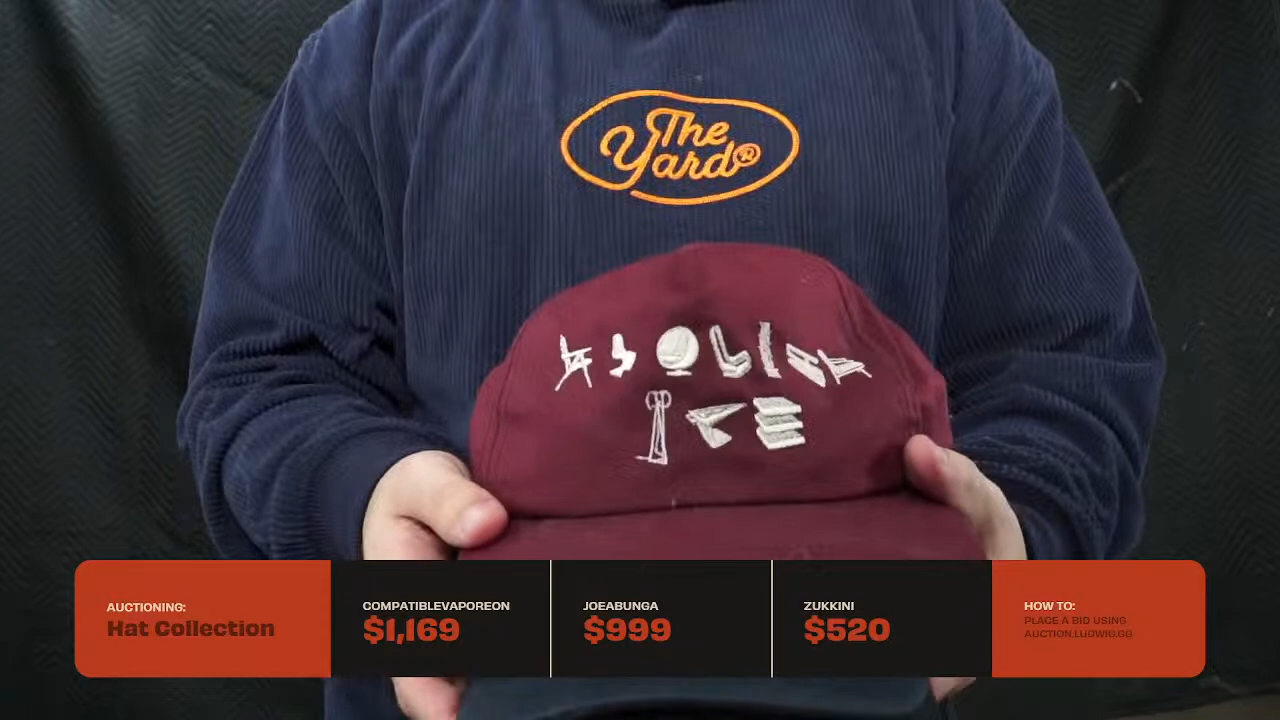 The
Yard®
ABSOLUTE
AUCTIONING:
Hat Collection
COMPATIBLEVAPOREON
$1,169
JOEABUNGA
$999
ZUKKINI
$520
HOW TO:
PLACE A BID USING
AUCTION.LUDWIG.GG